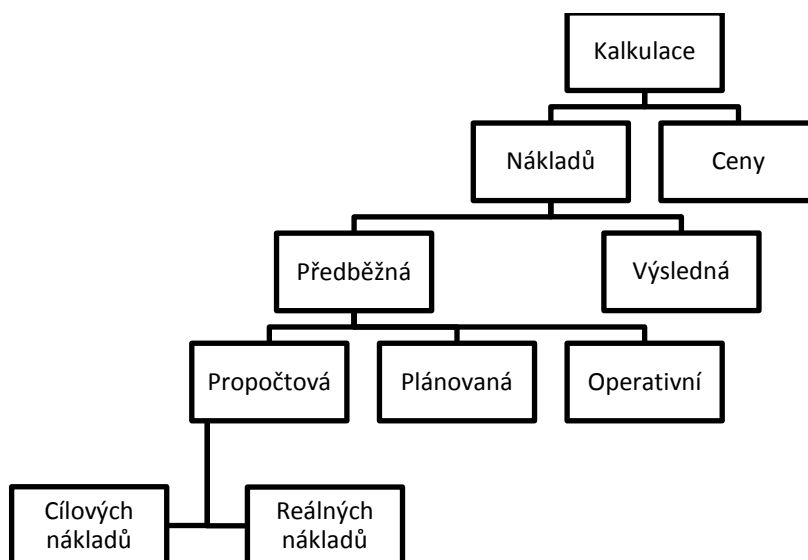 Kalkulace
Nákladů
Ceny
Předběžná
Výsledná
Propočtová
Plánovaná
Operativní
Cílových
nákladů
Reálných
nákladů